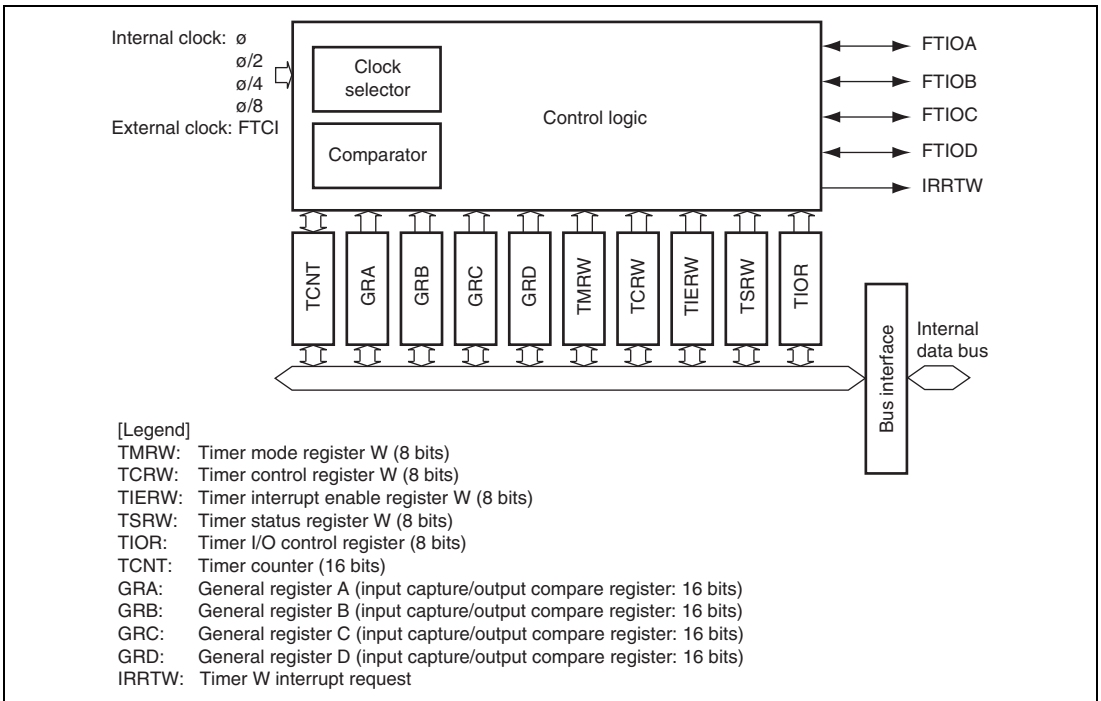 Internal clock: ø
ø/2
ø/4
ø/8
External clock: FTCI
Clock
selector
Comparator
Control logic
FTIOA
FTIOB
FTIOC
FTIOD
IRRTW
TCNT
GRA
GRB
GRC
GRD
TMRW
TCRW
TIERW
TSRW
TIOR
Bus interface
Internal
data bus
[Legend]
TMRW: Timer mode register W (8 bits)
TCRW: Timer control register W (8 bits)
TIERW: Timer interrupt enable register W (8 bits)
TSRW: Timer status register W (8 bits)
TIOR: Timer I/O control register (8 bits)
TCNT: Timer counter (16 bits)
GRA: General register A (input capture/output compare register: 16 bits)
GRB: General register B (input capture/output compare register: 16 bits)
GRC: General register C (input capture/output compare register: 16 bits)
GRD: General register D (input capture/output compare register: 16 bits)
IRRTW: Timer W interrupt request